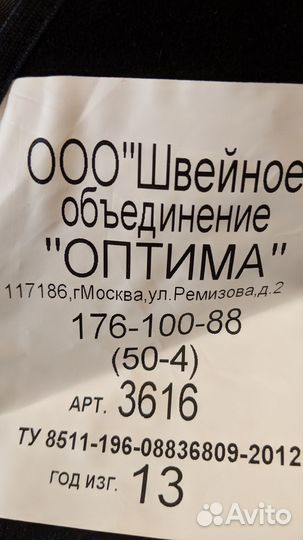 ООО"Швейное
объединение
"ОПТИМА"
117186,гМосква,ул.Ремизова,д.2
176-100-88
(50-4)
АРТ. 3616
ТУ 8511-196-08836809-2012
ГОД ИЗГ. 13
Avito